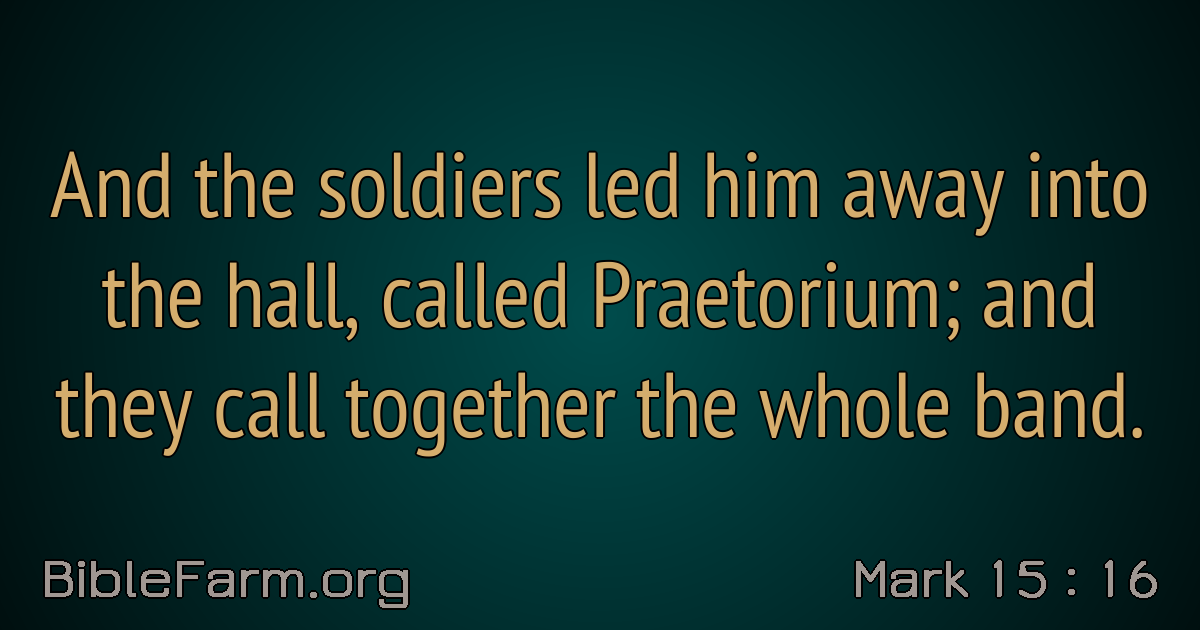 And the soldiers led him away into
the hall, called Praetorium; and
they call together the whole band.
BibleFarm.org
Mark 15 : 16